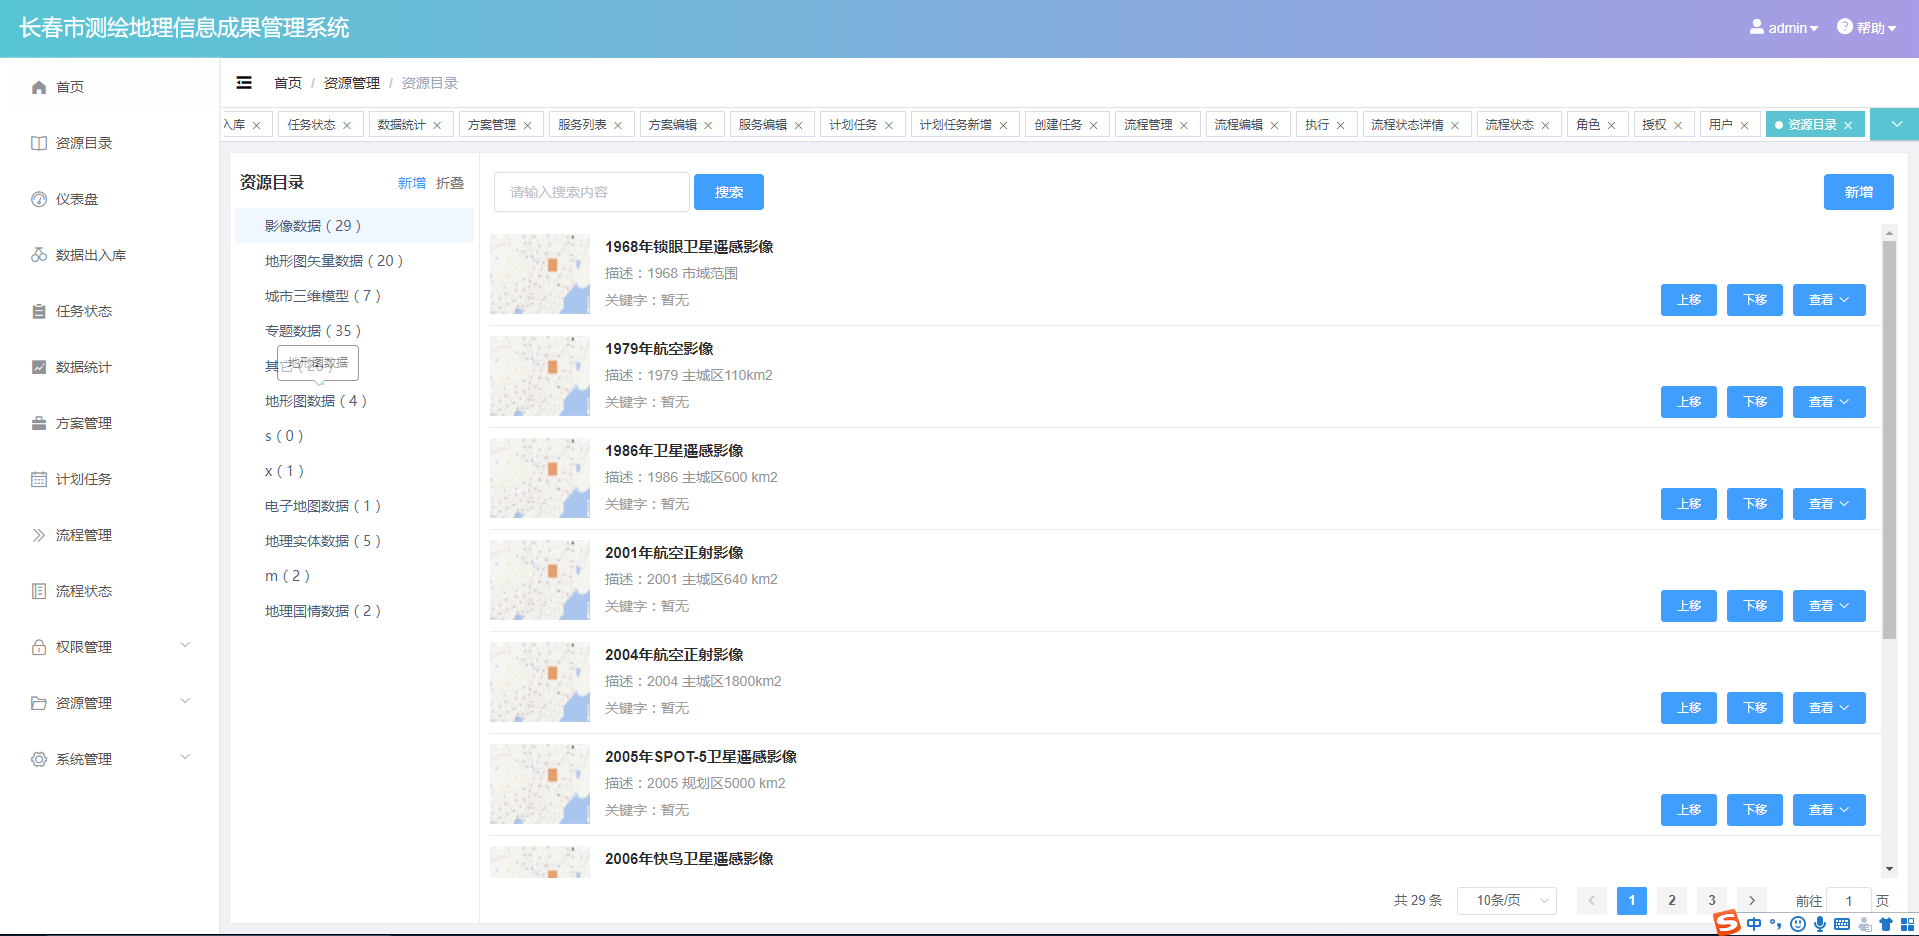 长春市测绘地理信息成果管理系统
admin
帮助
首页
资源目录
仪表盘
数据出入库
任务状态
数据统计
方案管理
计划任务
流程管理
流程状态
权限管理
资源管理
系统管理
首页 / 资源管理 / 资源目录
入库 任务状态 数据统计 方案管理 服务列表 方案编辑 服务编辑 计划任务 计划任务新增 创建任务 流程管理 流程编辑 执行 流程状态详情 流程状态 角色 授权 用户 资源目录
资源目录 新增 折叠
影像数据 ( 29 )
地形图矢量数据 ( 20 )
城市三维模型 ( 7 )
专题数据 ( 35 )
地形图数据
其它
地形图数据 ( 4 )
s ( 0 )
x ( 1 )
电子地图数据 ( 1 )
地理实体数据 ( 5 )
m ( 2 )
地理国情数据 ( 2 )
请输入搜索内容 搜索 新增
1968年锁眼卫星遥感影像
描述：1968 市域范围
关键字：暂无
上移 下移 查看
1979年航空影像
描述：1979 主城区110km2
关键字：暂无
上移 下移 查看
1986年卫星遥感影像
描述：1986 主城区600 km2
关键字：暂无
上移 下移 查看
2001年航空正射影像
描述：2001 主城区640 km2
关键字：暂无
上移 下移 查看
2004年航空正射影像
描述：2004 主城区1800km2
关键字：暂无
上移 下移 查看
2005年SPOT-5卫星遥感影像
描述：2005 规划区5000 km2
关键字：暂无
上移 下移 查看
2006年快鸟卫星遥感影像
共 29 条 10条/页 1 2 3 前往 1 页
S 中